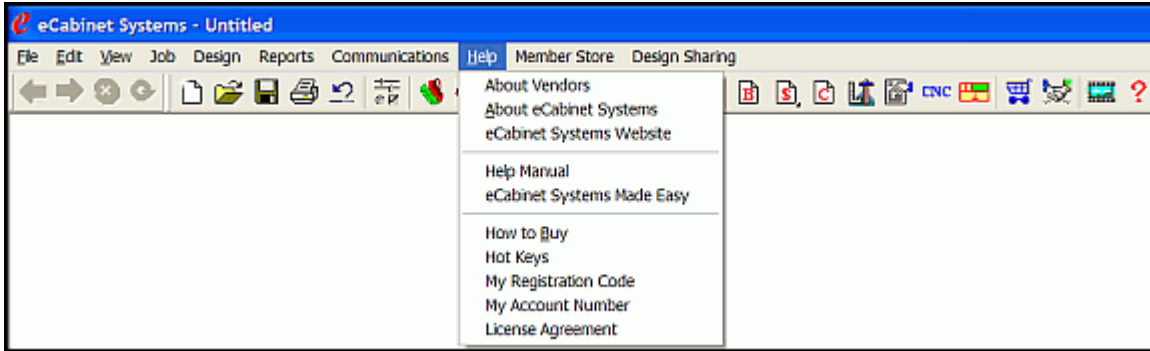 eCabinet Systems - Untitled
File Edit View Job Design Reports Communications Help Member Store Design Sharing
B S C CNC ?
About Vendors
About eCabinet Systems
eCabinet Systems Website
Help Manual
eCabinet Systems Made Easy
How to Buy
Hot Keys
My Registration Code
My Account Number
License Agreement